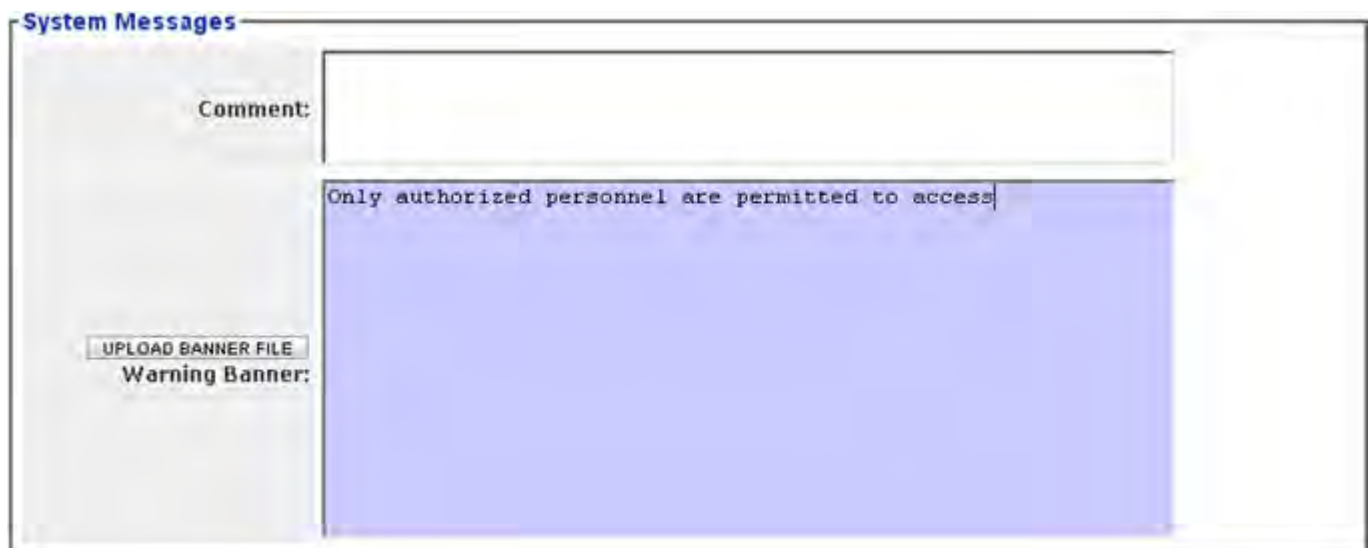 System Messages
Comment:
Only authorized personnel are permitted to access
UPLOAD BANNER FILE
Warning Banner: